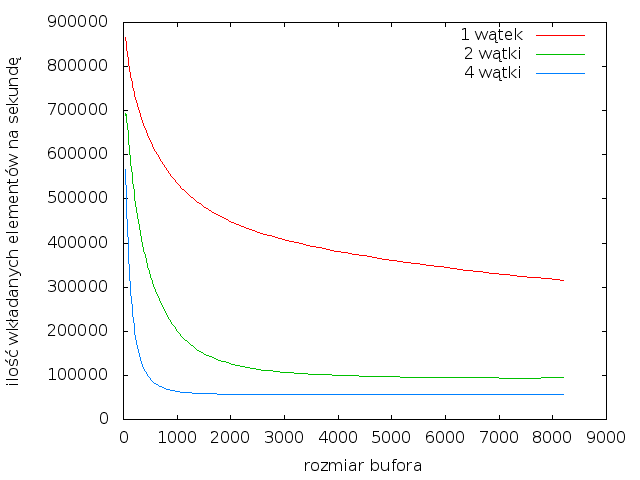 900000
800000
700000
600000
500000
400000
300000
200000
100000
0
0 1000 2000 3000 4000 5000 6000 7000 8000 9000
rozmiar bufora
ilość wkładanych elementów na sekundę
1 wątek
2 wątki
4 wątki